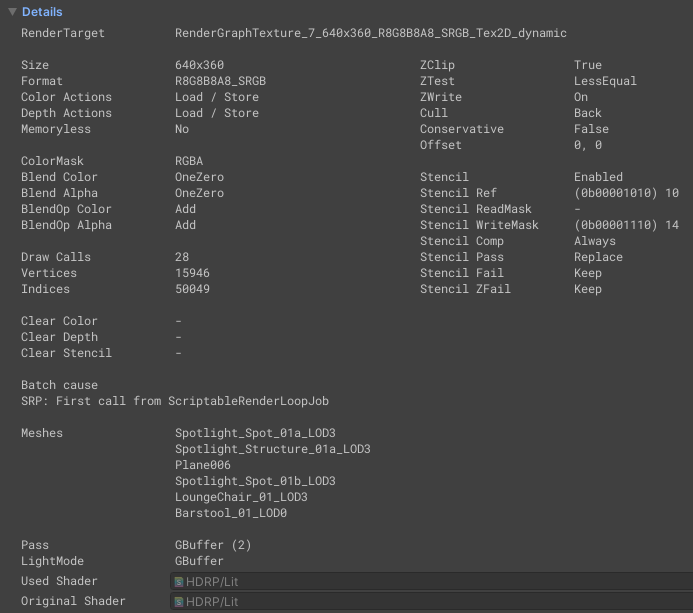 Details
RenderTarget RenderGraphTexture_7_640x360_R8G8B8A8_SRGB_Tex2D_dynamic
Size 640x360 ZClip True
Format R8G8B8A8_SRGB ZTest LessEqual
Color Actions Load / Store ZWrite On
Depth Actions Load / Store Cull Back
Memoryless No Conservative False
Offset 0, 0
ColorMask RGBA
Blend Color OneZero Stencil Enabled
Blend Alpha OneZero Stencil Ref (0b00001010) 10
BlendOp Color Add Stencil ReadMask -
BlendOp Alpha Add Stencil WriteMask (0b00001110) 14
Stencil Comp Always
Draw Calls 28 Stencil Pass Replace
Vertices 15946 Stencil Fail Keep
Indices 50049 Stencil ZFail Keep
Clear Color -
Clear Depth -
Clear Stencil -
Batch cause
SRP: First call from ScriptableRenderLoopJob
Meshes Spotlight_Spot_01a_LOD3
Spotlight_Structure_01a_LOD3
Plane006
Spotlight_Spot_01b_LOD3
LoungeChair_01_LOD3
Barstool_01_LOD0
Pass GBuffer (2)
LightMode GBuffer
Used Shader HDRP/Lit
Original Shader HDRP/Lit